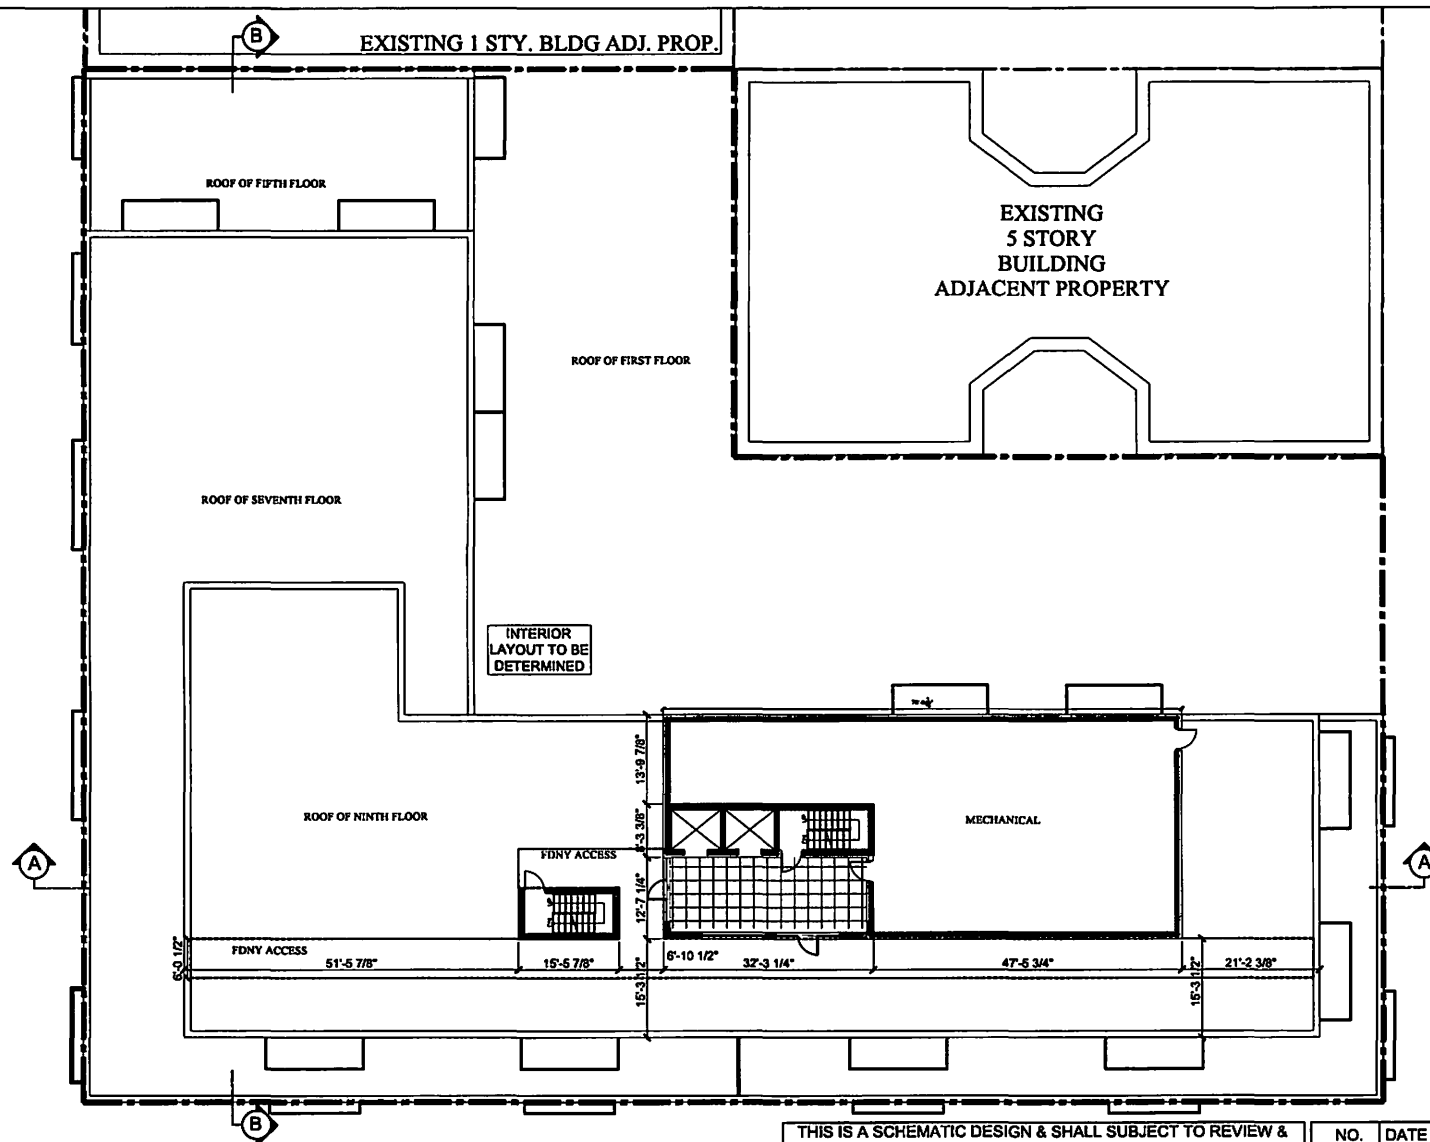 B
EXISTING 1 STY. BLDG ADJ. PROP.
ROOF OF FIFTH FLOOR
EXISTING
5 STORY
BUILDING
ADJACENT PROPERTY
ROOF OF FIRST FLOOR
ROOF OF SEVENTH FLOOR
INTERIOR
LAYOUT TO BE
DETERMINED
13'-9 7/8"
ROOF OF NINTH FLOOR
MECHANICAL
8'-3 3/8"
FDNY ACCESS
A
A
12'-7 1/4"
FDNY ACCESS
6'-0 1/2"
51'-5 7/8"
15'-5 7/8"
6'-10 1/2"
32'-3 1/4"
47'-5 3/4"
21'-2 3/8"
15'-3 1/2"
15'-3 1/2"
B
THIS IS A SCHEMATIC DESIGN & SHALL SUBJECT TO REVIEW &
NO.
DATE